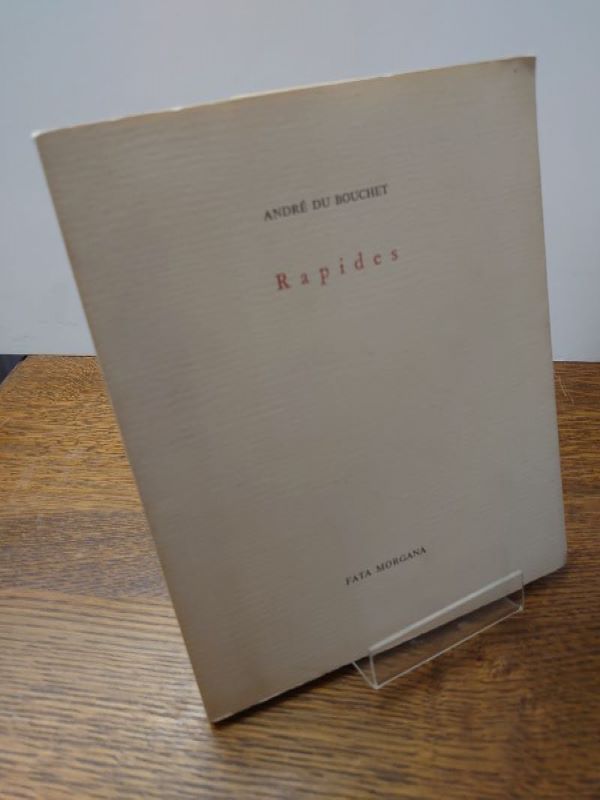 ANDRÉ DU BOUCHET
Rapides
FATA MORGANA